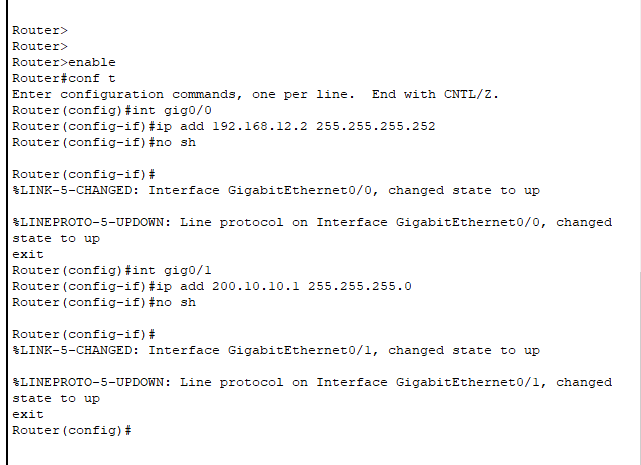 Router>
Router>
Router>enable
Router#conf t
Enter configuration commands, one per line.  End with CNTL/Z.
Router(config)#int gig0/0
Router(config-if)#ip add 192.168.12.2 255.255.255.252
Router(config-if)#no sh
Router(config-if)#
%LINK-5-CHANGED: Interface GigabitEthernet0/0, changed state to up
%LINEPROTO-5-UPDOWN: Line protocol on Interface GigabitEthernet0/0, changed
state to up
exit
Router(config)#int gig0/1
Router(config-if)#ip add 200.10.10.1 255.255.255.0
Router(config-if)#no sh
Router(config-if)#
%LINK-5-CHANGED: Interface GigabitEthernet0/1, changed state to up
%LINEPROTO-5-UPDOWN: Line protocol on Interface GigabitEthernet0/1, changed
state to up
exit
Router(config)#